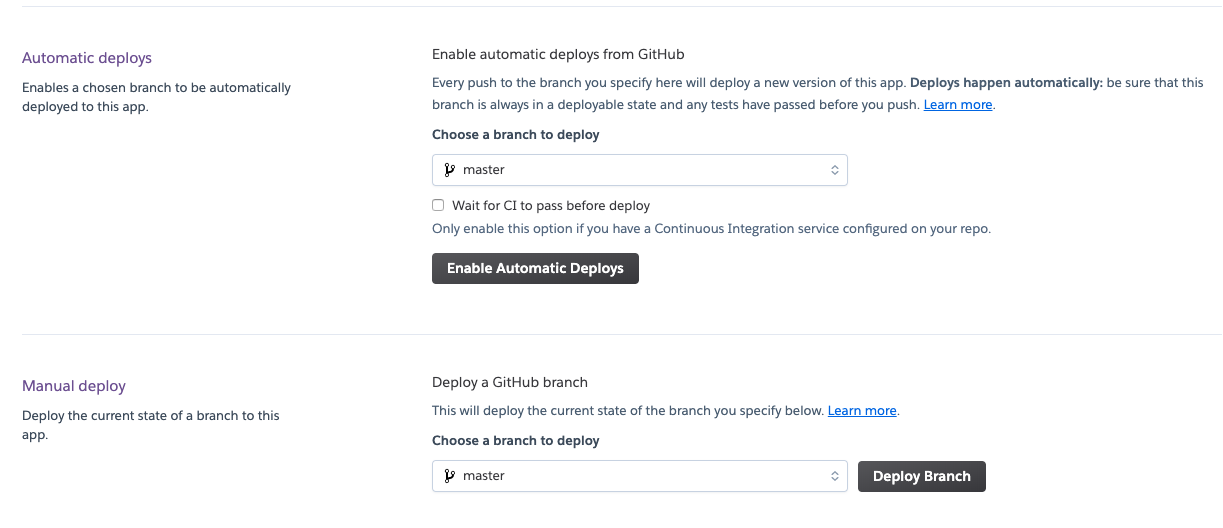 Automatic deploys
Enables a chosen branch to be automatically
deployed to this app.
Enable automatic deploys from GitHub
Every push to the branch you specify here will deploy a new version of this app. Deploys happen automatically: be sure that this
branch is always in a deployable state and any tests have passed before you push. Learn more.
Choose a branch to deploy
master
Wait for CI to pass before deploy
Only enable this option if you have a Continuous Integration service configured on your repo.
Enable Automatic Deploys
Manual deploy
Deploy the current state of a branch to this
app.
Deploy a GitHub branch
This will deploy the current state of the branch you specify below. Learn more.
Choose a branch to deploy
master
Deploy Branch